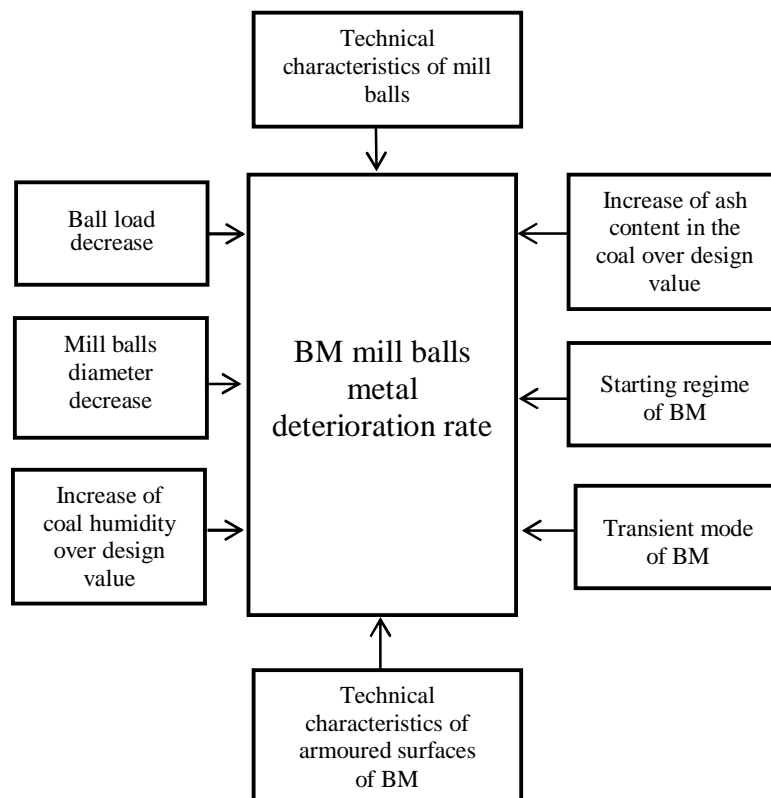 Technical
characteristics of mill
balls
Ball load
decrease
Mill balls
diameter
decrease
Increase of
coal humidity
over design
value
BM mill balls
metal
deterioration rate
Increase of ash
content in the
coal over design
value
Starting regime
of BM
Transient mode
of BM
Technical
characteristics of
armoured surfaces
of BM